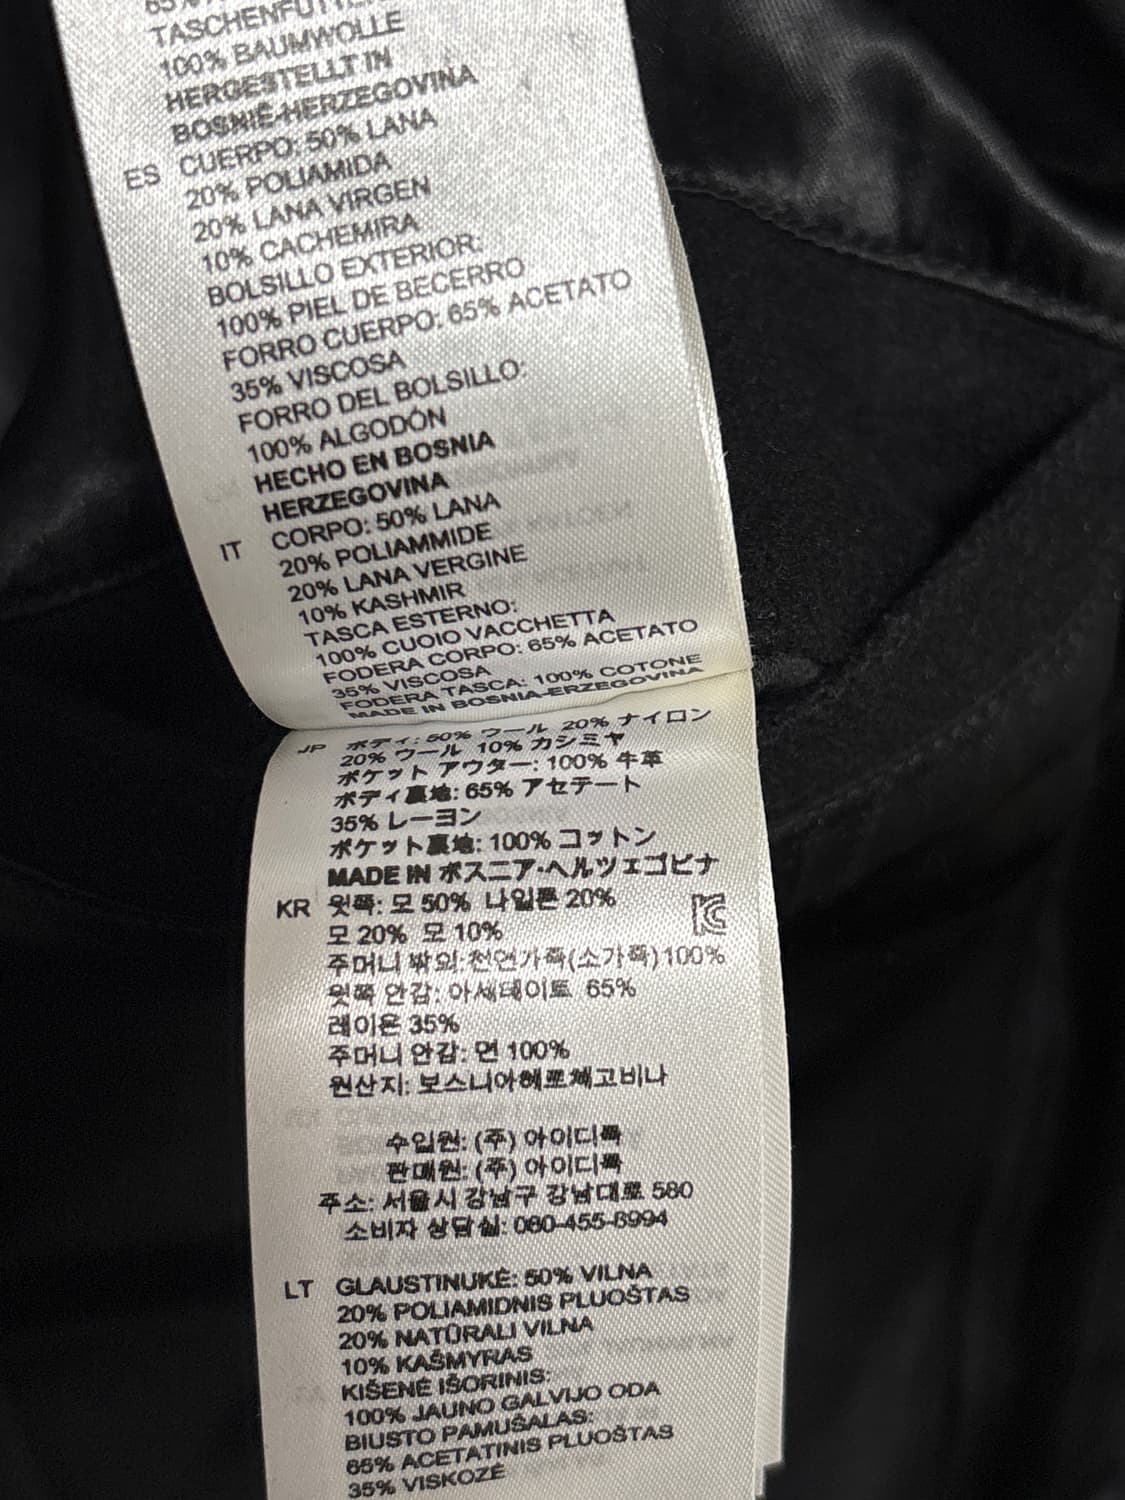 TASCHENFUTTER
100% BAUMWOLLE
HERGESTELLT IN
BOSNIE-HERZEGOVINA
ES CUERPO: 50% LANA
20% POLIAMIDA
20% LANA VIRGEN
10% CACHEMIRA
BOLSILLO EXTERIOR:
100% PIEL DE BECERRO
FORRO CUERPO: 65% ACETATO
35% VISCOSA
FORRO DEL BOLSILLO:
100% ALGODÓN
HECHO EN BOSNIA
HERZEGOVINA
IT CORPO: 50% LANA
20% POLIAMMIDE
20% LANA VERGINE
10% KASHMIR
TASCA ESTERNO:
100% CUOIO VACCHETTA
FODERA CORPO: 65% ACETATO
35% VISCOSA
FODERA TASCA: 100% COTONE
MADE IN BOSNIA-ERZEGOVINA
JP ボディ: 50% ウール 20% ナイロン
20% ウール 10% カシミヤ
ポケット アウター: 100% 牛革
ボディ裏地: 65% アセテート
35% レーヨン
ポケット裏地: 100% コットン
MADE IN ボスニア・ヘルツェゴビナ
KR 윗쪽: 모 50% 나일론 20%
모 20% 모 10%
주머니 밖의:천연가죽(소가죽)100%
윗쪽 안감: 아세테이트 65%
레이온 35%
주머니 안감: 면 100%
원산지: 보스니아헤르체고비나
수입원: (주) 아이디룩
판매원: (주) 아이디룩
주소: 서울시 강남구 강남대로 580
소비자 상담실: 080-455-8994
LT GLAUSTINUKĖ: 50% VILNA
20% POLIAMIDNIS PLUOŠTAS
20% NATŪRALI VILNA
10% KAŠMYRAS
KIŠENĖ IŠORINIS:
100% JAUNO GALVIJO ODA
BIUSTO PAMUŠALAS:
65% ACETATINIS PLUOŠTAS
35% VISKOZĖ